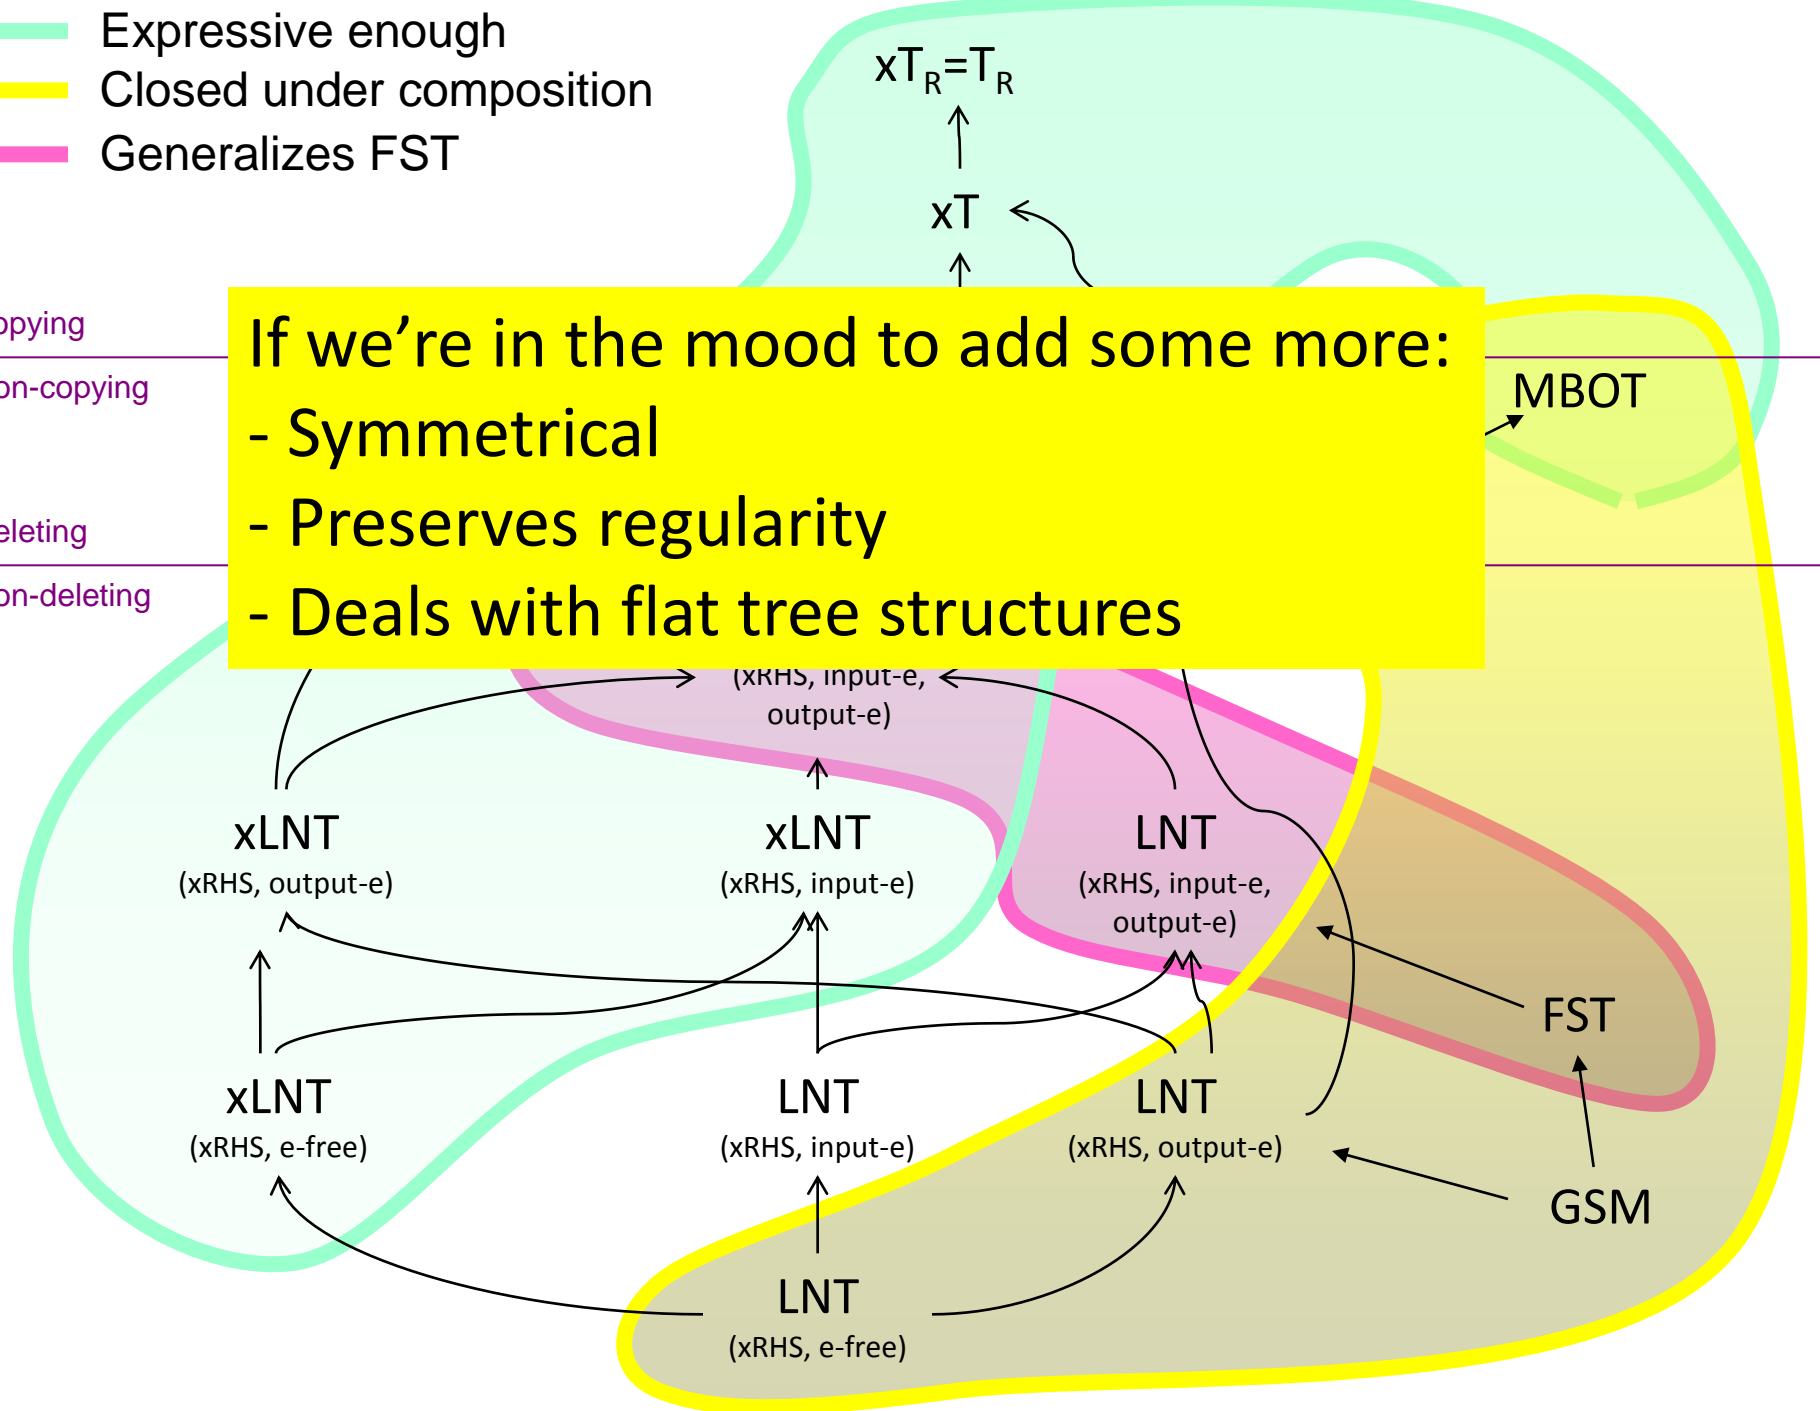 Expressive enough
Closed under composition
Generalizes FST
xTR=TR
xT
opying
on-copying
If we’re in the mood to add some more:
- Symmetrical
- Preserves regularity
- Deals with flat tree structures
MBOT
eleting
on-deleting
(xRHS, input-e,
output-e)
xLNT
(xRHS, output-e)
xLNT
(xRHS, input-e)
LNT
(xRHS, input-e,
output-e)
FST
xLNT
(xRHS, e-free)
LNT
(xRHS, input-e)
LNT
(xRHS, output-e)
GSM
LNT
(xRHS, e-free)